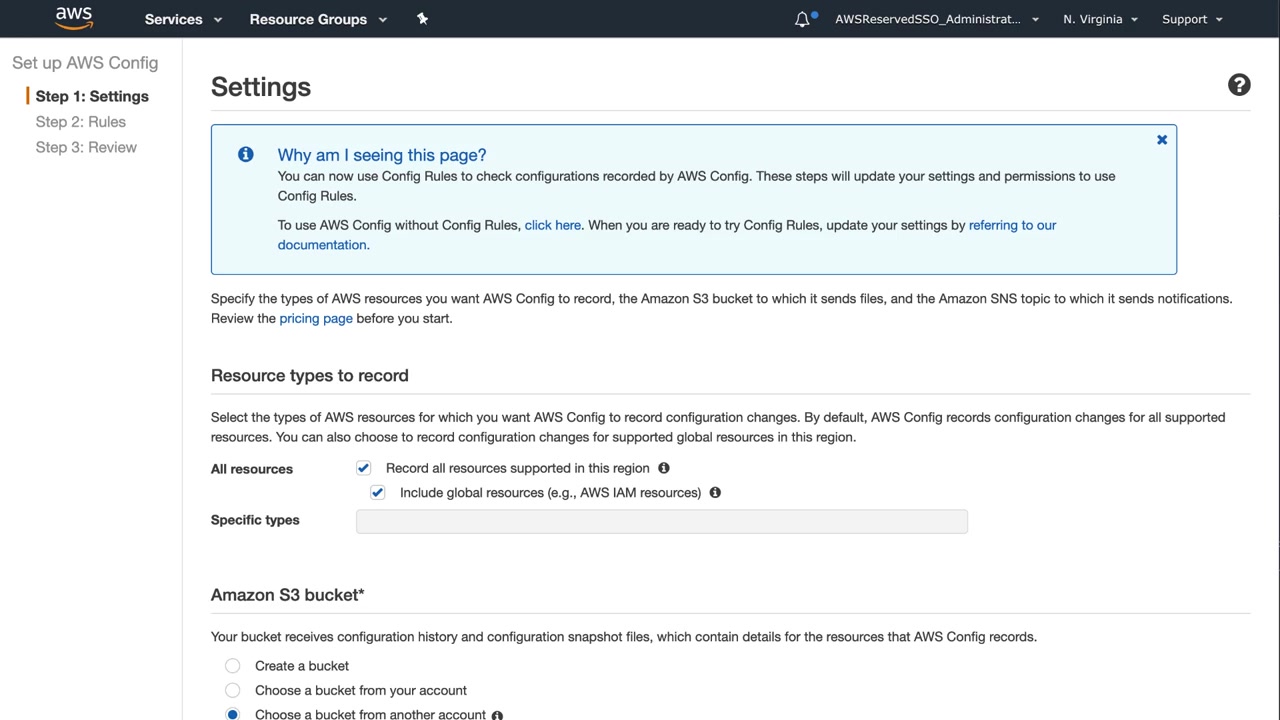 aws
Services
Resource Groups
AWSReservedSSO_Administrat...
N. Virginia
Support
Set up AWS Config
Step 1: Settings
Step 2: Rules
Step 3: Review
Settings
Why am I seeing this page?
You can now use Config Rules to check configurations recorded by AWS Config. These steps will update your settings and permissions to use
Config Rules.
To use AWS Config without Config Rules, click here. When you are ready to try Config Rules, update your settings by referring to our
documentation.
Specify the types of AWS resources you want AWS Config to record, the Amazon S3 bucket to which it sends files, and the Amazon SNS topic to which it sends notifications.
Review the pricing page before you start.
Resource types to record
Select the types of AWS resources for which you want AWS Config to record configuration changes. By default, AWS Config records configuration changes for all supported
resources. You can also choose to record configuration changes for supported global resources in this region.
All resources
Record all resources supported in this region
Include global resources (e.g., AWS IAM resources)
Specific types
Amazon S3 bucket*
Your bucket receives configuration history and configuration snapshot files, which contain details for the resources that AWS Config records.
Create a bucket
Choose a bucket from your account
Choose a bucket from another account